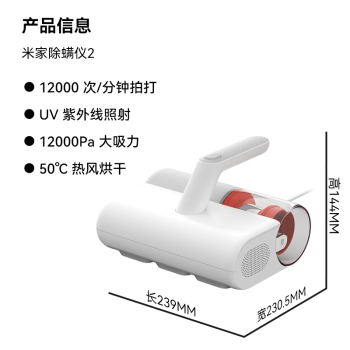 产品信息
米家除螨仪2
● 12000 次/分钟拍打
● UV 紫外线照射
● 12000Pa 大吸力
● 50℃ 热风烘干
高144MM
长239MM
宽230.5MM